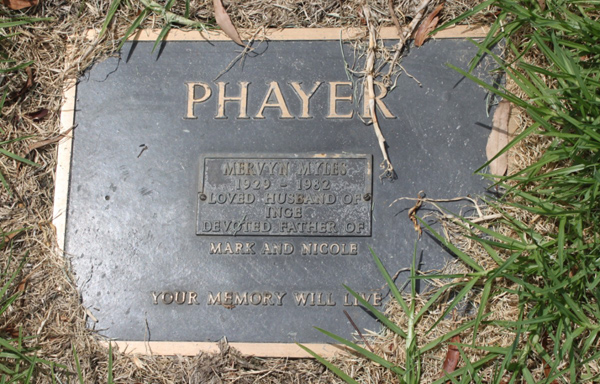 PHAYER
MERVYN MYLES
1929 - 1982
LOVED HUSBAND OF
INGE
DEVOTED FATHER OF
MARK AND NICOLE
YOUR MEMORY WILL LIVE